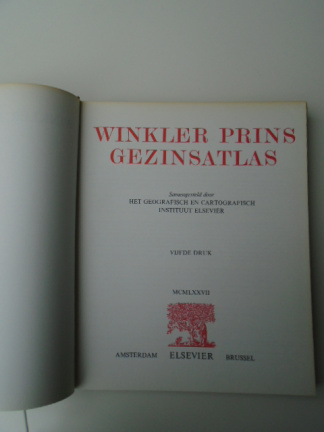 WINKLER PRINS
GEZINSATLAS
Samengesteld door
HET GEOGRAFISCH EN CARTOGRAFISCH
INSTITUUT ELSEVIER
VIJFDE DRUK
MCMLXXVII
AMSTERDAM ELSEVIER BRUSSEL